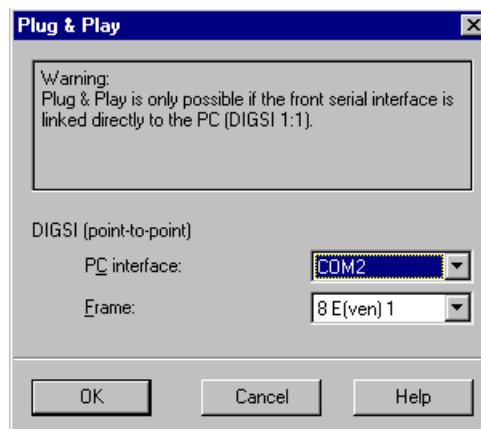 Plug & Play
Warning:
Plug & Play is only possible if the front serial interface is
linked directly to the PC (DIGSI 1:1).
DIGSI (point-to-point)
PC interface:
COM2
Frame:
8 E(ven) 1
OK
Cancel
Help